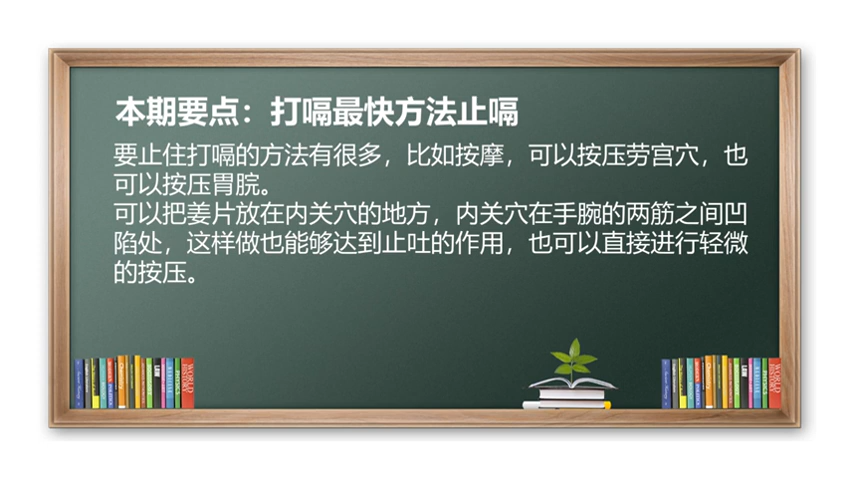 本期要点：打嗝最快方法止嗝
要止住打嗝的方法有很多，比如按摩，可以按压劳宫穴，也
可以按压胃脘。
可以把姜片放在内关穴的地方，内关穴在手腕的两筋之间凹
陷处，这样做也能够达到止吐的作用，也可以直接进行轻微
的按压。
WORLD HISTORY
WORLD HISTORY